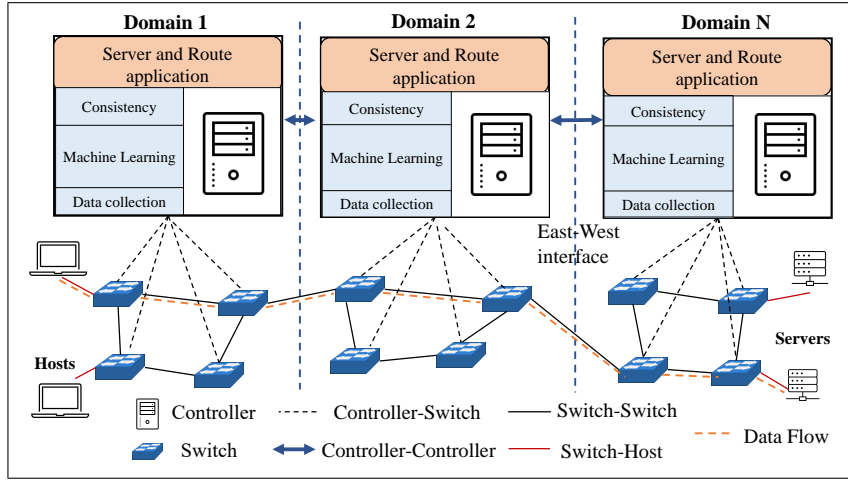 Domain 1
Domain 2
Domain N
Server and Route
application
Consistency
Machine Learning
Data collection
Server and Route
application
Consistency
Machine Learning
Data collection
Server and Route
application
Consistency
Machine Learning
Data collection
East-West
interface
Hosts
Servers
Controller
Controller-Switch
Switch-Switch
Data Flow
Switch
Controller-Controller
Switch-Host